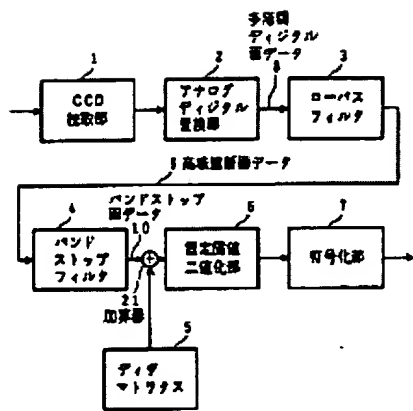 1
CCD
読取部
2
アナログ
ディジタル
変換部
多階調
ディジタル
画データ
8
3
ローパス
フィルタ
9 高域遮断画データ
4
バンド
ストップ
フィルタ
バンドストップ
画データ
10
21
加算器
6
固定閾値
二値化部
7
符号化部
5
ディザ
マトリクス